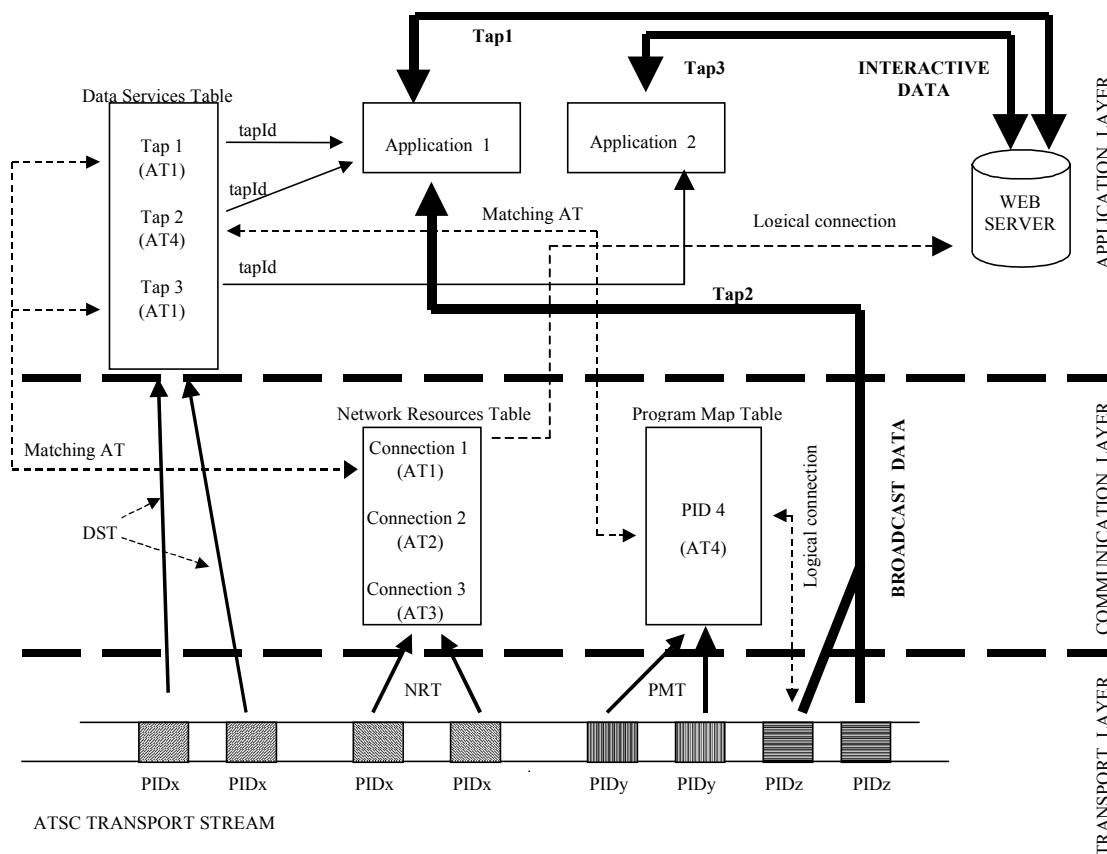 Tap1
Tap3
INTERACTIVE
DATA
Data Services Table
Tap 1
(AT1)
Tap 2
(AT4)
Tap 3
(AT1)
tapId
tapId
tapId
Application 1
Application 2
Matching AT
Logical connection
WEB
SERVER
Tap2
APPLICATION LAYER
Network Resources Table
Program Map Table
Matching AT
Connection 1
(AT1)
Connection 2
(AT2)
Connection 3
(AT3)
PID 4
(AT4)
Logical connection
BROADCAST DATA
DST
COMMUNICATION LAYER
NRT
PMT
PIDx
PIDx
PIDx
PIDx
PIDy
PIDy
PIDz
PIDz
ATSC TRANSPORT STREAM
TRANSPORT LAYER